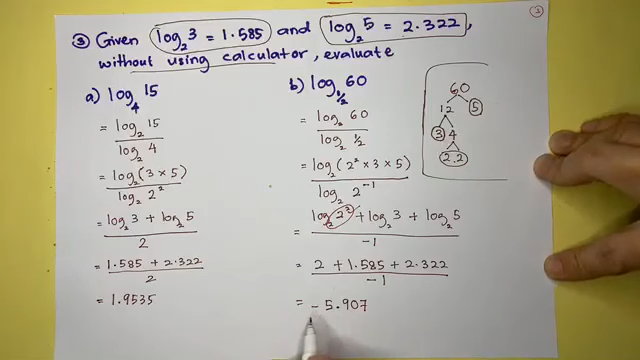 ①
③ Given log₂ 3 = 1.585 and log₂ 5 = 2.322,
without using calculator, evaluate
a) log₄ 15
= log₂ 15 / log₂ 4
= log₂ (3 × 5) / log₂ 2²
= log₂ 3 + log₂ 5 / 2
= 1.585 + 2.322 / 2
= 1.9535
b) log₁/₂ 60
= log₂ 60 / log₂ 1/2
= log₂ (2² × 3 × 5) / log₂ 2⁻¹
= log₂ 2² + log₂ 3 + log₂ 5 / -1
= 2 + 1.585 + 2.322 / -1
= - 5.907
60
12 5
3 4
2.2